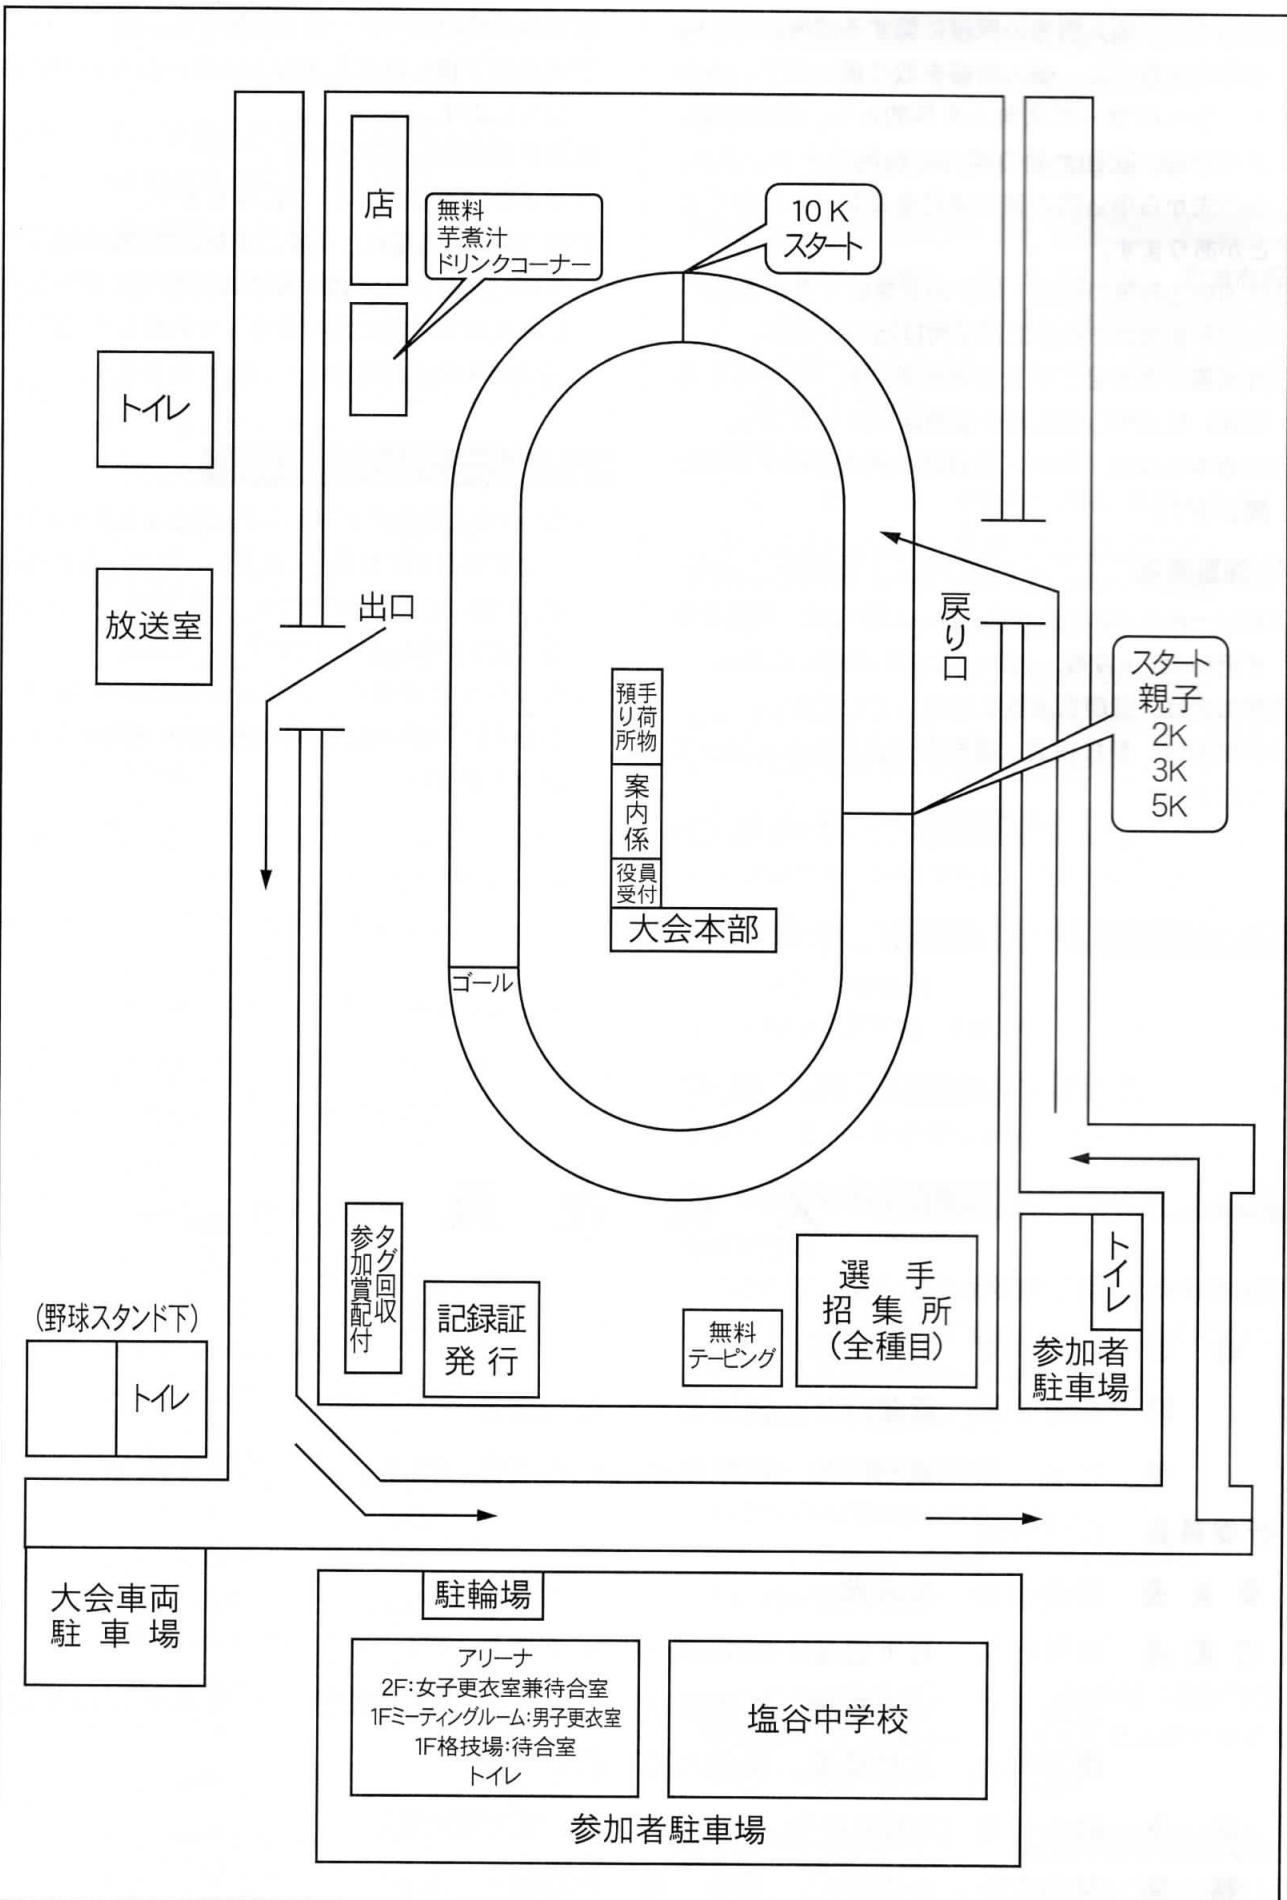 店
無料
芋煮汁
ドリンクコーナー
10K
スタート
トイレ
放送室
出口
戻り口
スタート
親子
2K
3K
5K
手荷物
預り所
案内係
役員
受付
大会本部
ゴール
タグ回収
参加賞配付
記録証
発行
無料
テーピング
選手
招集所
(全種目)
トイレ
参加者
駐車場
(野球スタンド下)
トイレ
大会車両
駐車場
駐輪場
アリーナ
2F:女子更衣室兼待合室
1Fミーティングルーム:男子更衣室
1F格技場:待合室
トイレ
塩谷中学校
参加者駐車場